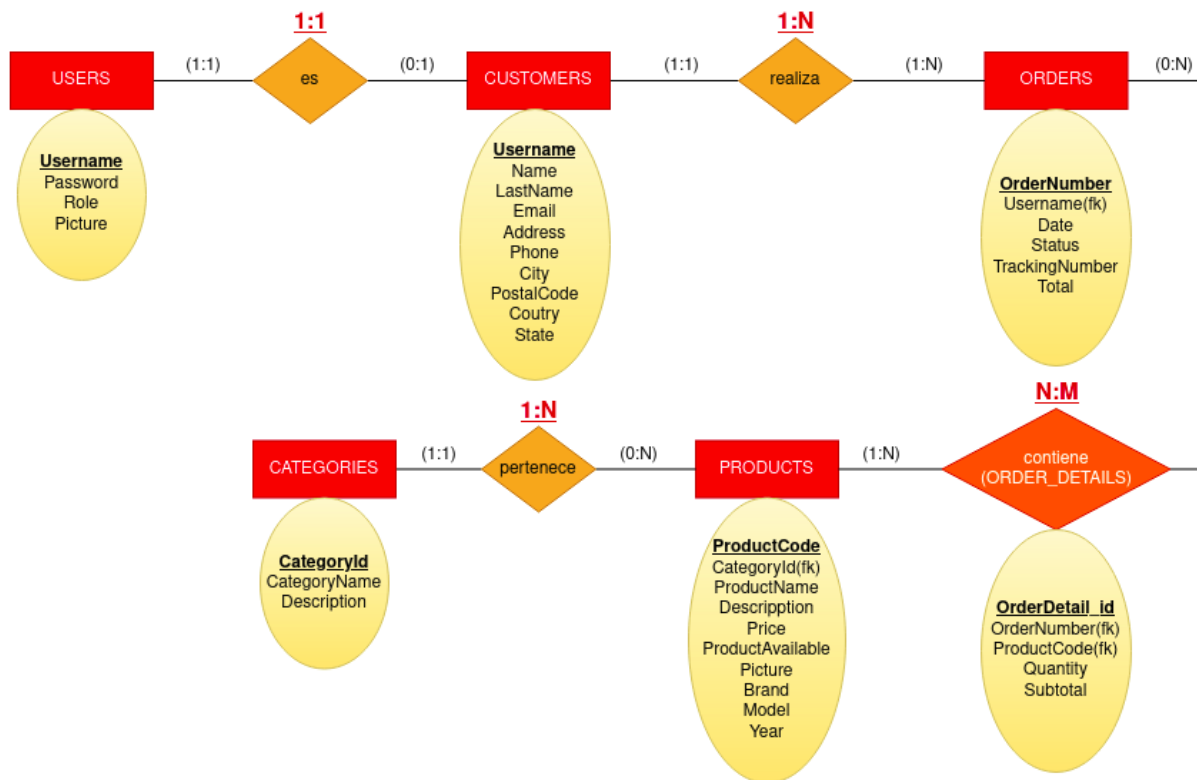 1:1
1:N
USERS
(1:1)
es
(0:1)
CUSTOMERS
(1:1)
realiza
(1:N)
ORDERS
(0:N)
Username
Password
Role
Picture
Username
Name
LastName
Email
Address
Phone
City
PostalCode
Coutry
State
OrderNumber
Username(fk)
Date
Status
TrackingNumber
Total
1:N
N:M
CATEGORIES
(1:1)
pertenece
(0:N)
PRODUCTS
(1:N)
contiene
(ORDER_DETAILS)
CategoryId
CategoryName
Description
ProductCode
CategoryId(fk)
ProductName
Descripption
Price
ProductAvailable
Picture
Brand
Model
Year
OrderDetail_id
OrderNumber(fk)
ProductCode(fk)
Quantity
Subtotal